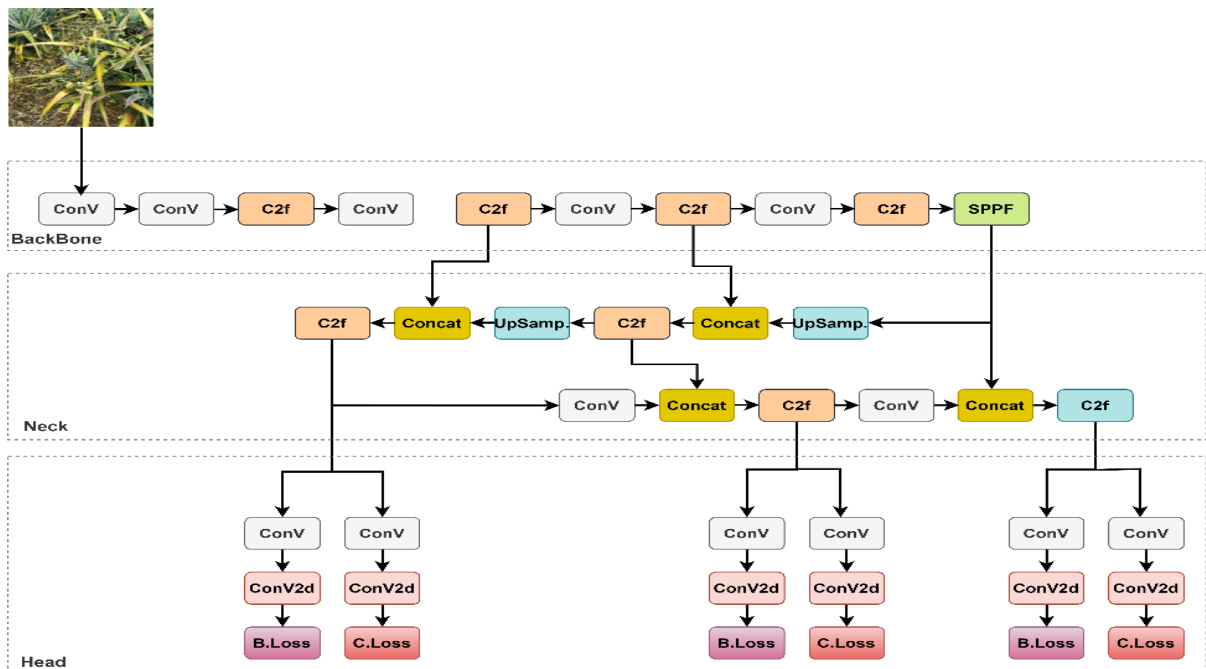 ConV ConV C2f ConV C2f ConV C2f ConV C2f SPPF
BackBone
C2f Concat UpSamp. C2f Concat UpSamp.
ConV Concat C2f ConV Concat C2f
Neck
ConV ConV ConV ConV ConV ConV
ConV2d ConV2d ConV2d ConV2d ConV2d ConV2d
B.Loss C.Loss B.Loss C.Loss B.Loss C.Loss
Head